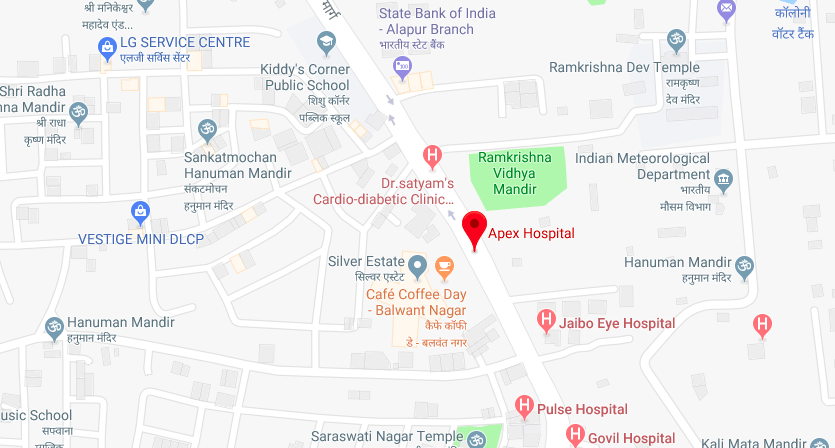 श्री मनिकेश्वर
महादेव एंड...
मार्ग
State Bank of India
- Alapur Branch
भारतीय स्टेट बैंक
कॉलोनी
वॉटर टैंक
LG SERVICE CENTRE
एलजी सर्विस सेंटर
Kiddy's Corner
Public School
शिशु कॉर्नर
पब्लिक स्कूल
Ramkrishna Dev Temple
रामकृष्ण
देव मंदिर
Shri Radha
hna Mandir
श्री राधा
कृष्ण मंदिर
Sankatmochan
Hanuman Mandir
संकटमोचन
हनुमान मंदिर
Dr.satyam's
Cardio-diabetic Clinic...
Ramkrishna
Vidhya
Mandir
Indian Meteorological
Department
भारतीय
मौसम विभाग
VESTIGE MINI DLCP
Apex Hospital
Silver Estate
सिल्वर एस्टेट
Café Coffee Day
- Balwant Nagar
कैफे कॉफी
डे - बलवंत नगर
Hanuman Mandir
हनुमान मंदिर
Hanuman Mandir
हनुमान मंदिर
Jaibo Eye Hospital
Pulse Hospital
Govil Hospital
usic School
सफ्वाना
Saraswati Nagar Temple
Kali Mata Mandir